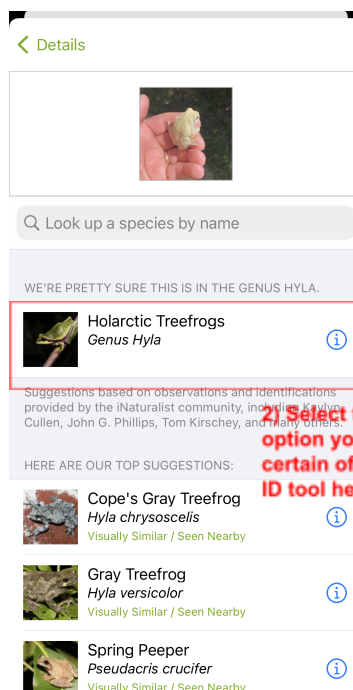 Details
Look up a species by name
WE'RE PRETTY SURE THIS IS IN THE GENUS HYLA.
Holarctic Treefrogs
Genus Hyla
Suggestions based on observations and identifications
provided by the iNaturalist community, including Kaylyn
Cullen, John G. Phillips, Tom Kirschey, and many others.
2) Select
option
certain of
ID tool
HERE ARE OUR TOP SUGGESTIONS:
Cope's Gray Treefrog
Hyla chrysoscelis
Visually Similar / Seen Nearby
Gray Treefrog
Hyla versicolor
Visually Similar / Seen Nearby
Spring Peeper
Pseudacris crucifer
Visually Similar / Seen Nearby